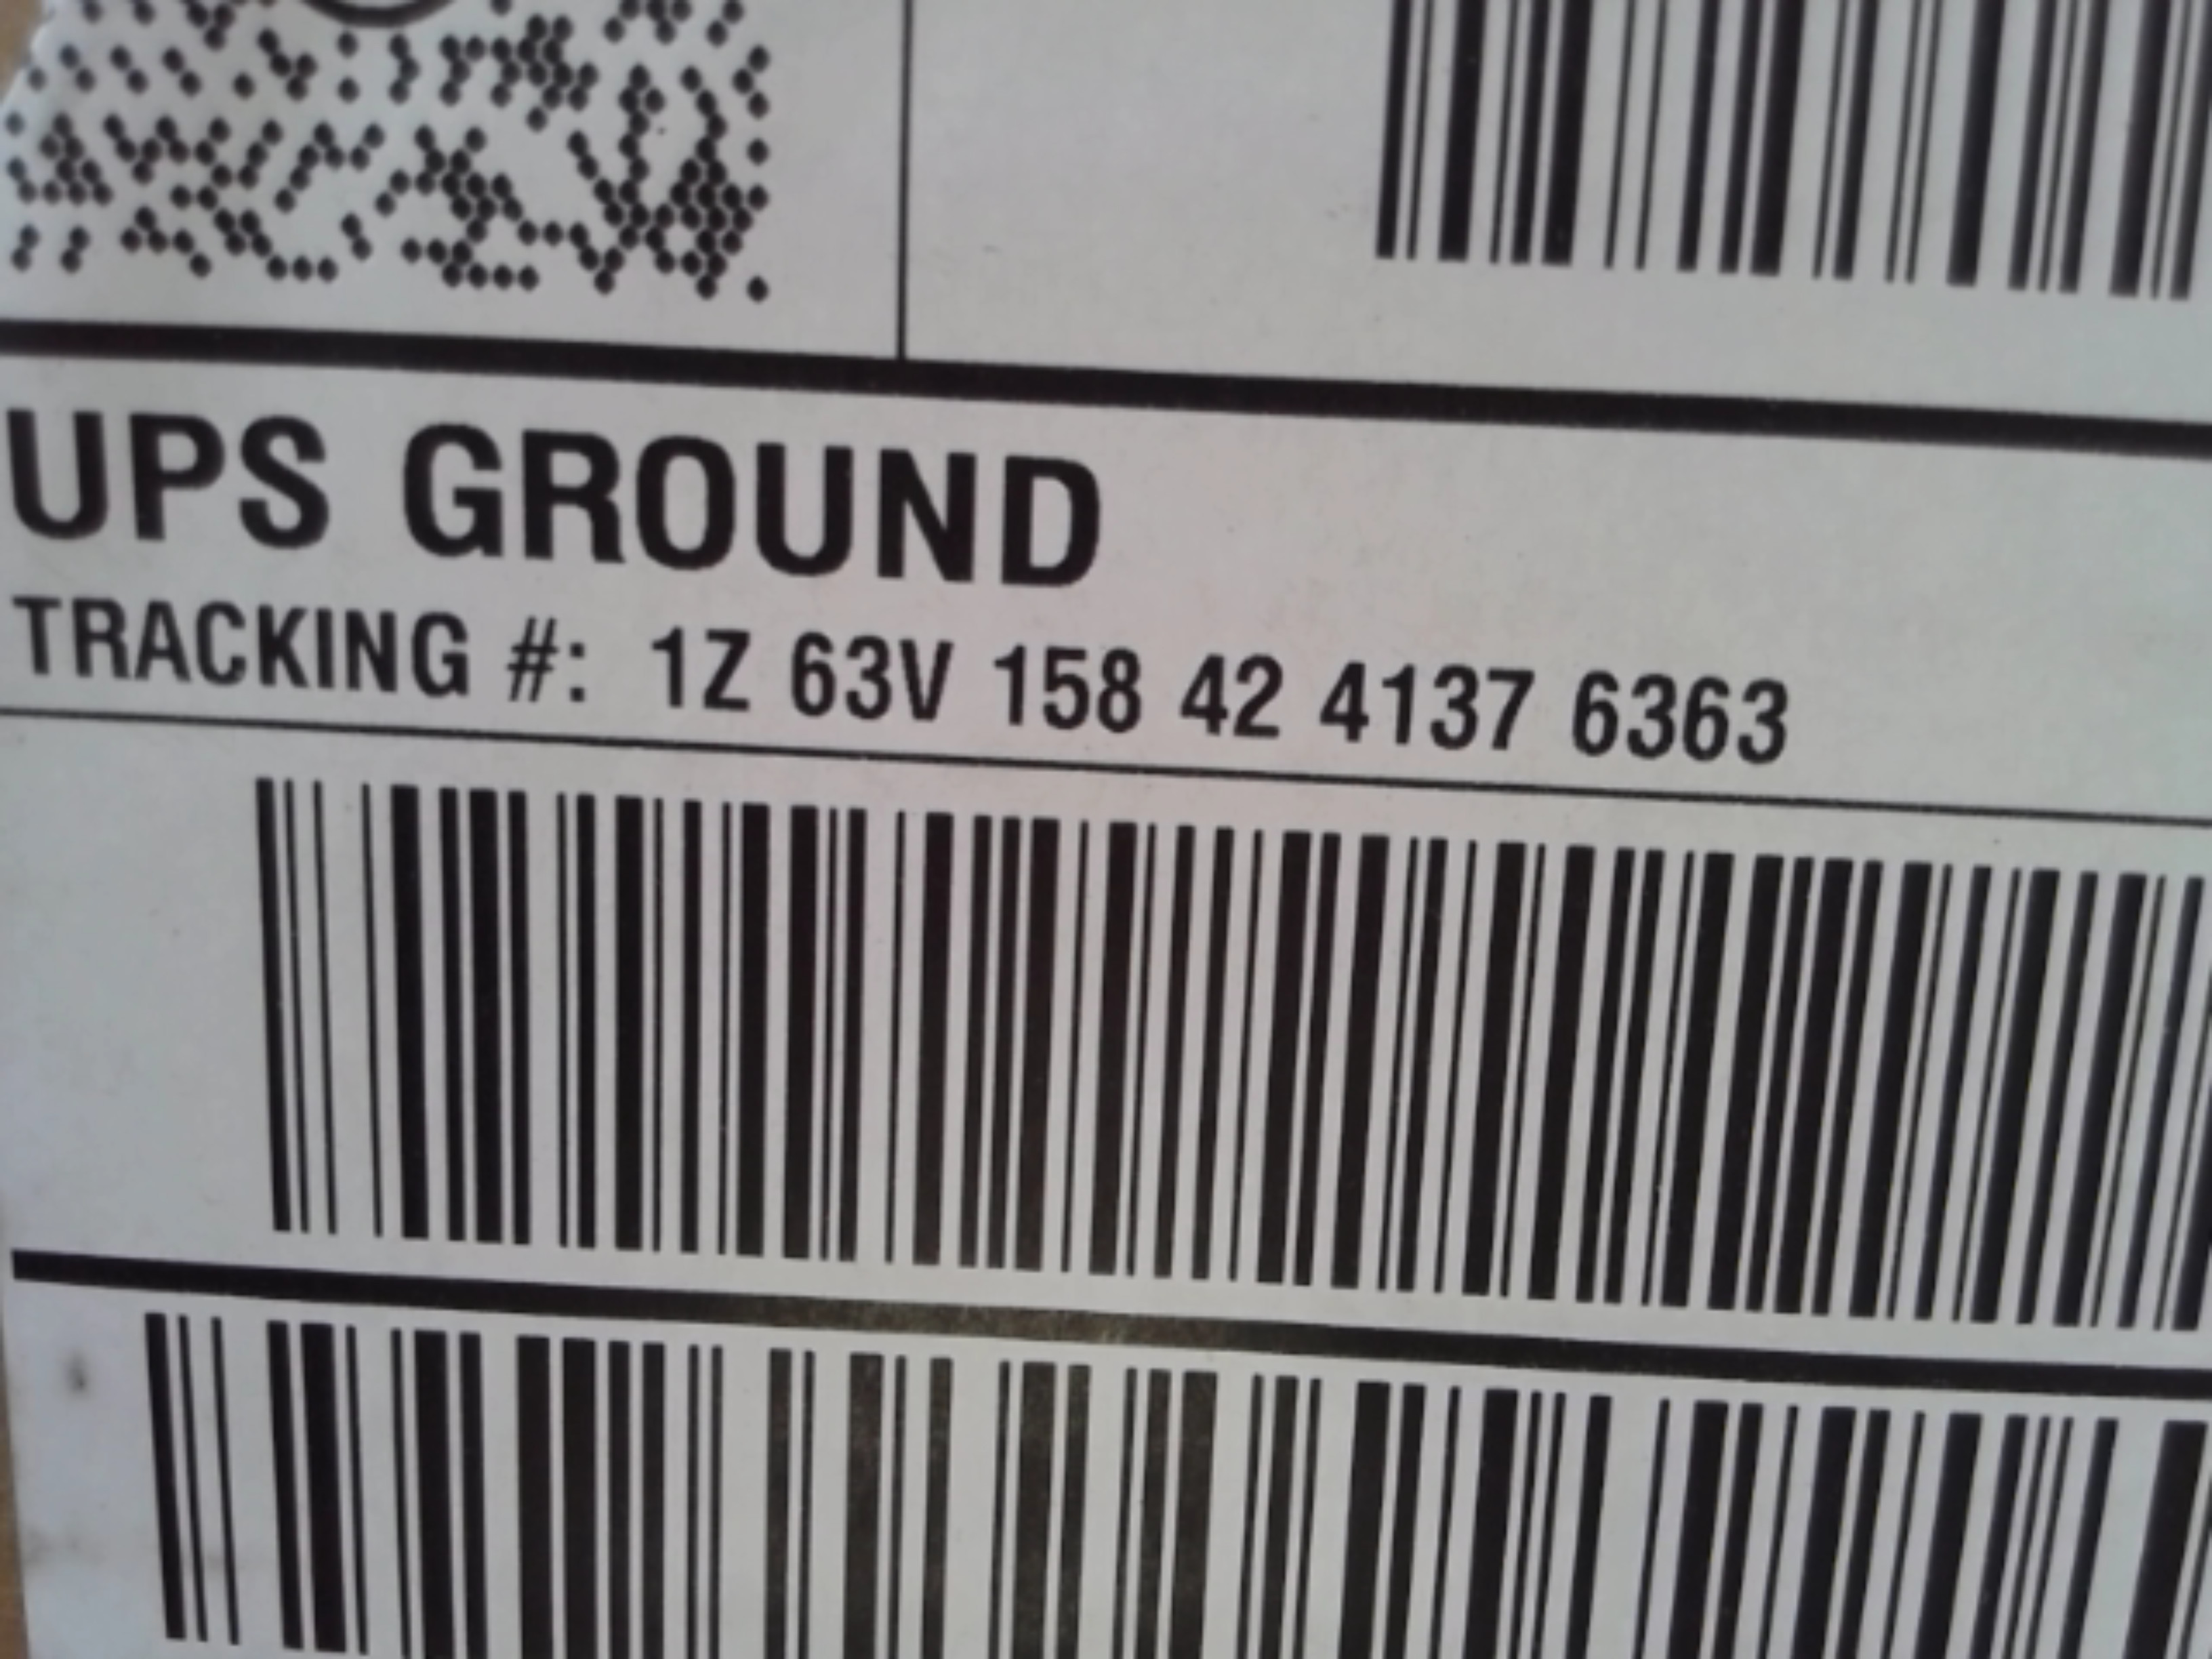 UPS GROUND
TRACKING #: 1Z 63V 158 42 4137 6363